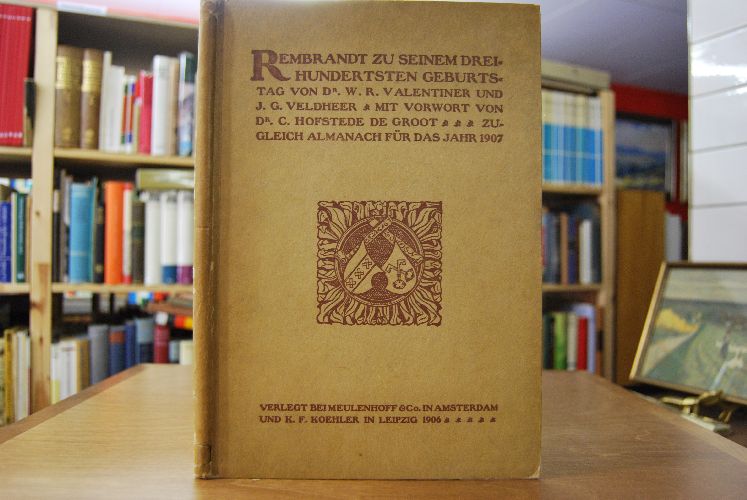 REMBRANDT ZU SEINEM DREI-
HUNDERTSTEN GEBURTS-
TAG VON DR. W. R. VALENTINER UND
J. G. VELDHEER MIT VORWORT VON
DR. C. HOFSTEDE DE GROOT ZU-
GLEICH ALMANACH FÜR DAS JAHR 1907
VERLEGT BEI MEULENHOFF & Co. IN AMSTERDAM
UND K. F. KOEHLER IN LEIPZIG 1906